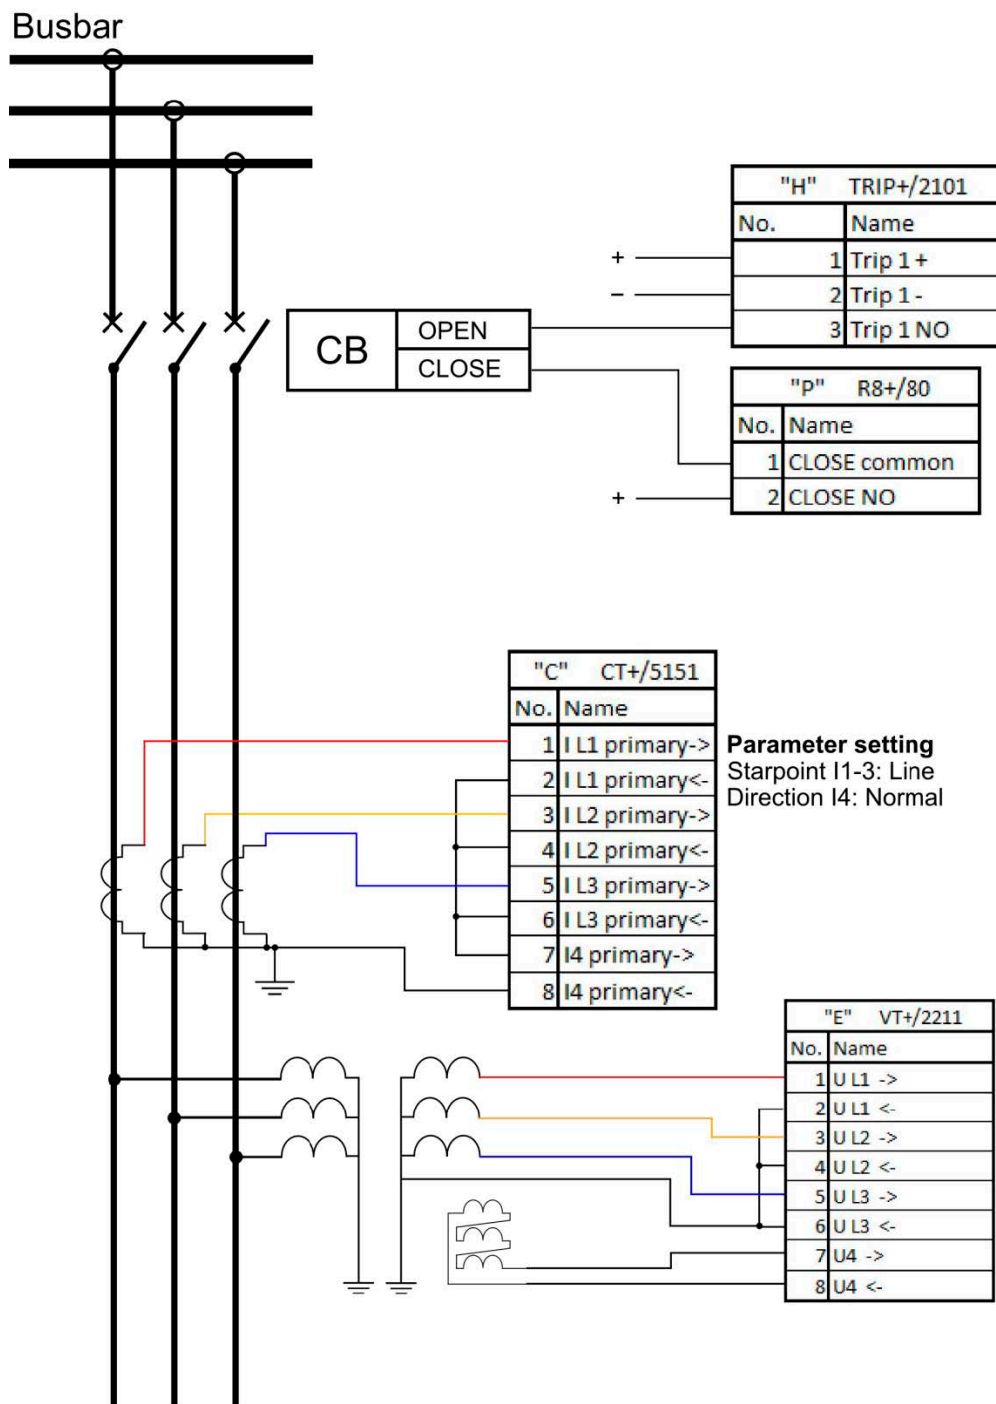 Busbar
"H" TRIP+/2101
No. Name
+ 1 Trip 1 +
− 2 Trip 1 -
3 Trip 1 NO
CB OPEN
CLOSE
"P" R8+/80
No. Name
1 CLOSE common
+ 2 CLOSE NO
"C" CT+/5151
No. Name
1 I L1 primary->
2 I L1 primary<-
3 I L2 primary->
4 I L2 primary<-
5 I L3 primary->
6 I L3 primary<-
7 I4 primary->
8 I4 primary<-
Parameter setting
Starpoint I1-3: Line
Direction I4: Normal
"E" VT+/2211
No. Name
1 U L1 ->
2 U L1 <-
3 U L2 ->
4 U L2 <-
5 U L3 ->
6 U L3 <-
7 U4 ->
8 U4 <-